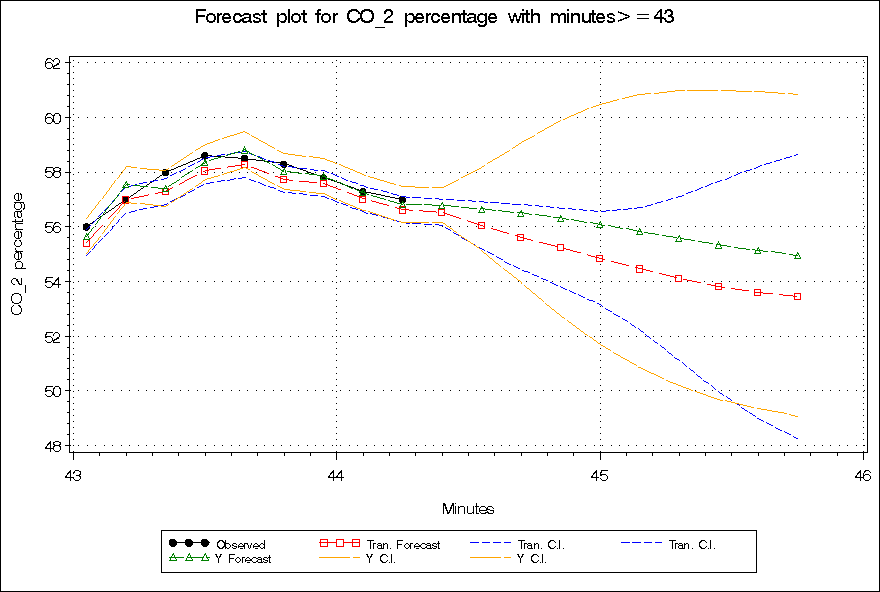 Forecast plot for CO_2 percentage with minutes>=43
CO_2 percentage
62
60
58
56
54
52
50
48
43 44 45 46
Minutes
Observed Tran. Forecast Tran. C.I. Tran. C.I.
Y Forecast Y C.I. Y C.I.